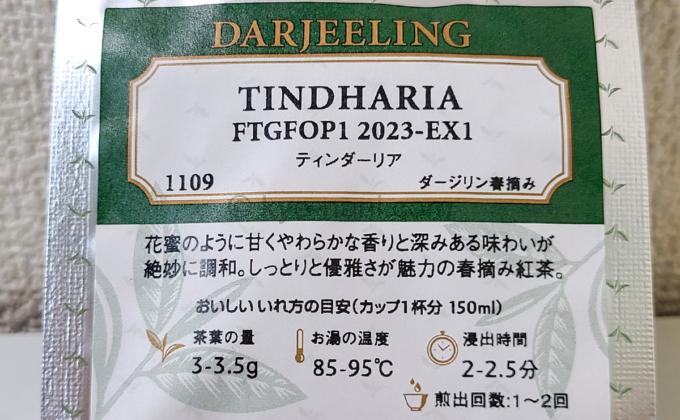 DARJEELING
TINDHARIA
FTGFOP1 2023-EX1
ティンダーリア
1109 ダージリン春摘み
花蜜のように甘くやわらかな香りと深みある味わいが
絶妙に調和。しっとりと優雅さが魅力の春摘み紅茶。
おいしいいれ方の目安(カップ1杯分 150ml)
茶葉の量 お湯の温度 浸出時間
3-3.5g 85-95℃ 2-2.5分
煎出回数:1~2回